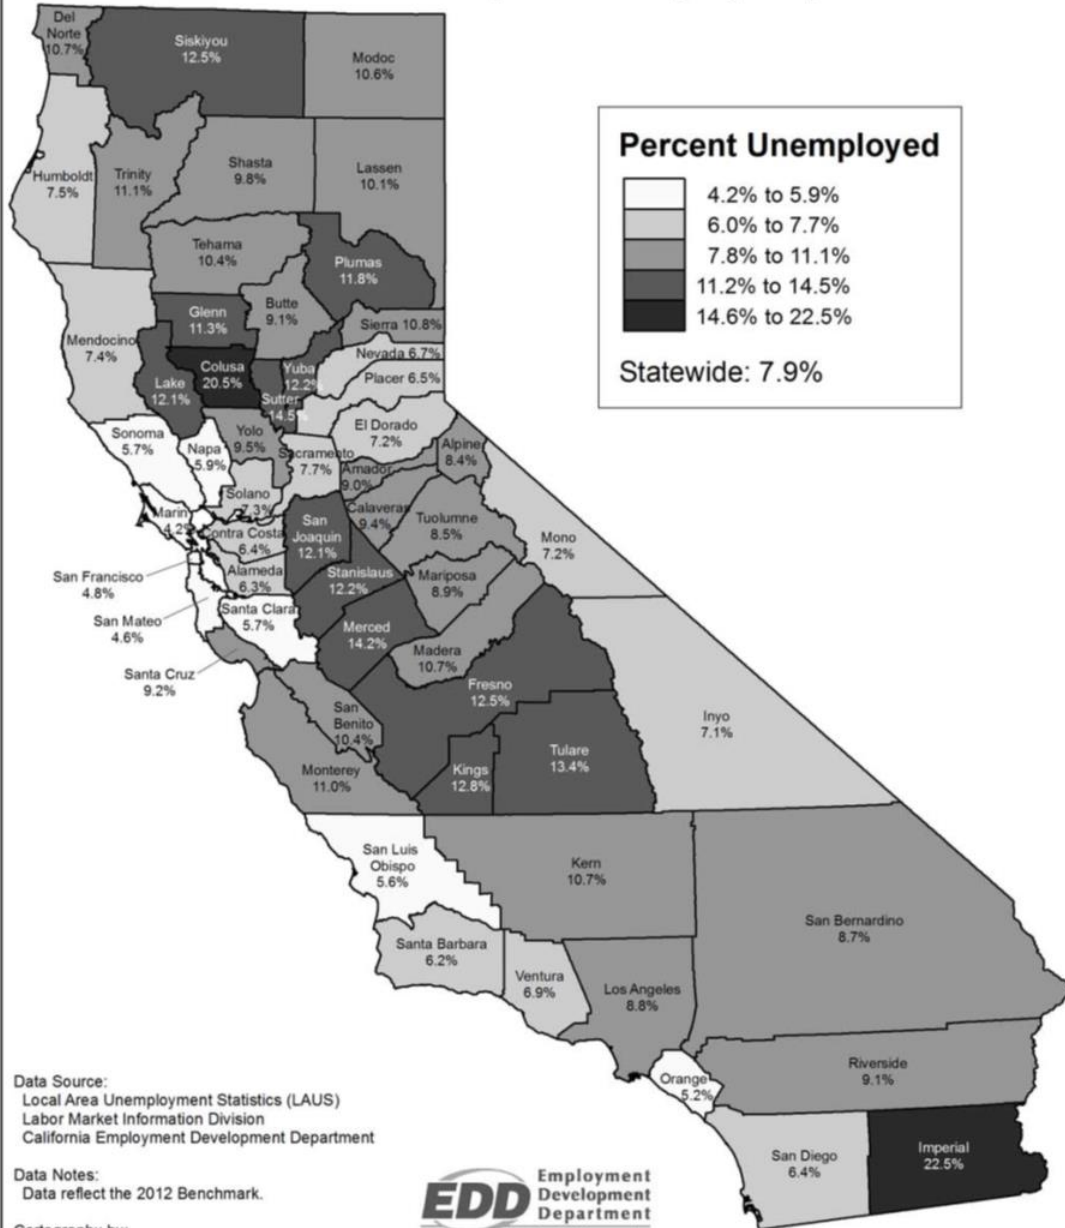 Del
Norte
10.7%
Siskiyou
12.5%
Modoc
10.6%
Humboldt
7.5%
Trinity
11.1%
Shasta
9.8%
Lassen
10.1%
Tehama
10.4%
Plumas
11.8%
Glenn
11.3%
Butte
9.1%
Sierra 10.8%
Mendocino
7.4%
Lake
12.1%
Colusa
20.5%
Yuba
12.2%
Sutter
14.5%
Nevada 6.7%
Placer 6.5%
Sonoma
5.7%
Napa
5.9%
Yolo
9.5%
Sacramento
7.7%
El Dorado
7.2%
Alpine
8.4%
Amador
9.0%
Solano
7.3%
Marin
4.2%
Contra Costa
6.4%
San
Joaquin
12.1%
Calaveras
9.4%
Tuolumne
8.5%
Mono
7.2%
San Francisco
4.8%
Alameda
6.3%
Stanislaus
12.2%
Mariposa
8.9%
San Mateo
4.6%
Santa Clara
5.7%
Merced
14.2%
Madera
10.7%
Santa Cruz
9.2%
Fresno
12.5%
San
Benito
10.4%
Inyo
7.1%
Monterey
11.0%
Kings
12.8%
Tulare
13.4%
San Luis
Obispo
5.6%
Kern
10.7%
San Bernardino
8.7%
Santa Barbara
6.2%
Ventura
6.9%
Los Angeles
8.8%
Orange
5.2%
Riverside
9.1%
San Diego
6.4%
Imperial
22.5%
Percent Unemployed
4.2% to 5.9%
6.0% to 7.7%
7.8% to 11.1%
11.2% to 14.5%
14.6% to 22.5%
Statewide: 7.9%
Data Source:
Local Area Unemployment Statistics (LAUS)
Labor Market Information Division
California Employment Development Department
Data Notes:
Data reflect the 2012 Benchmark.
EDD
Employment
Development
Department